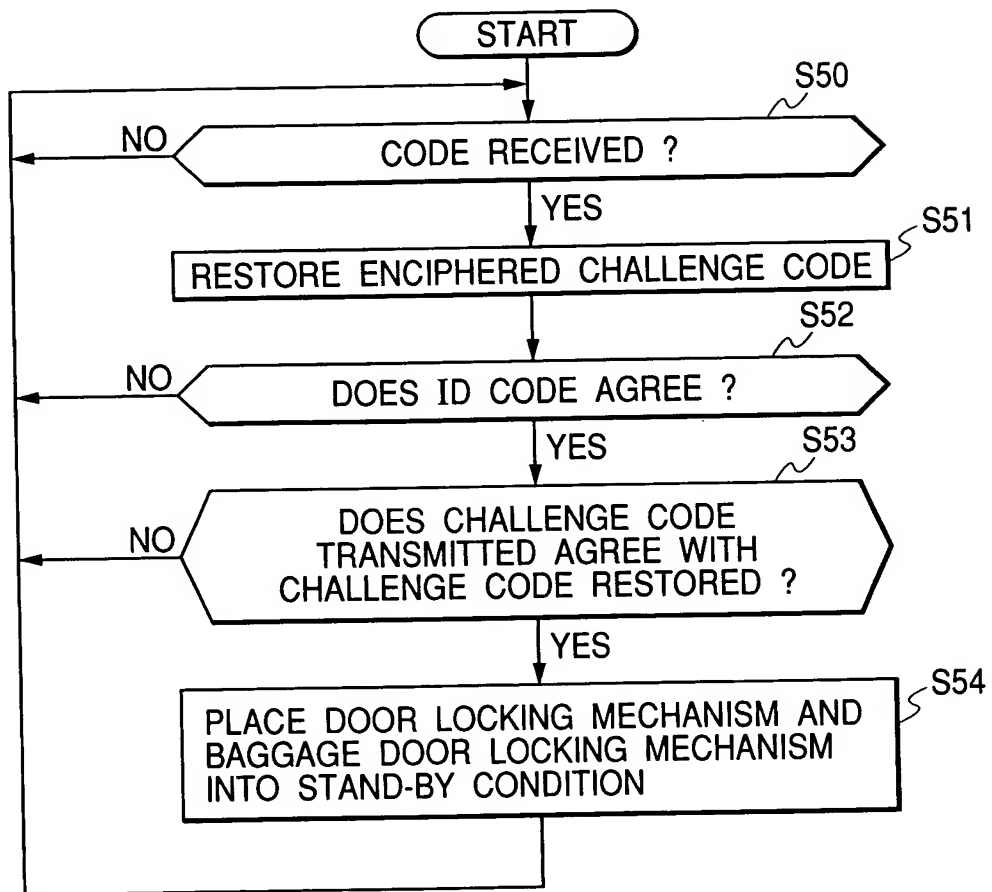 START
S50
NO
CODE RECEIVED ?
YES
S51
RESTORE ENCIPHERED CHALLENGE CODE
S52
NO
DOES ID CODE AGREE ?
YES
S53
DOES CHALLENGE CODE
TRANSMITTED AGREE WITH
CHALLENGE CODE RESTORED ?
NO
YES
S54
PLACE DOOR LOCKING MECHANISM AND
BAGGAGE DOOR LOCKING MECHANISM
INTO STAND-BY CONDITION